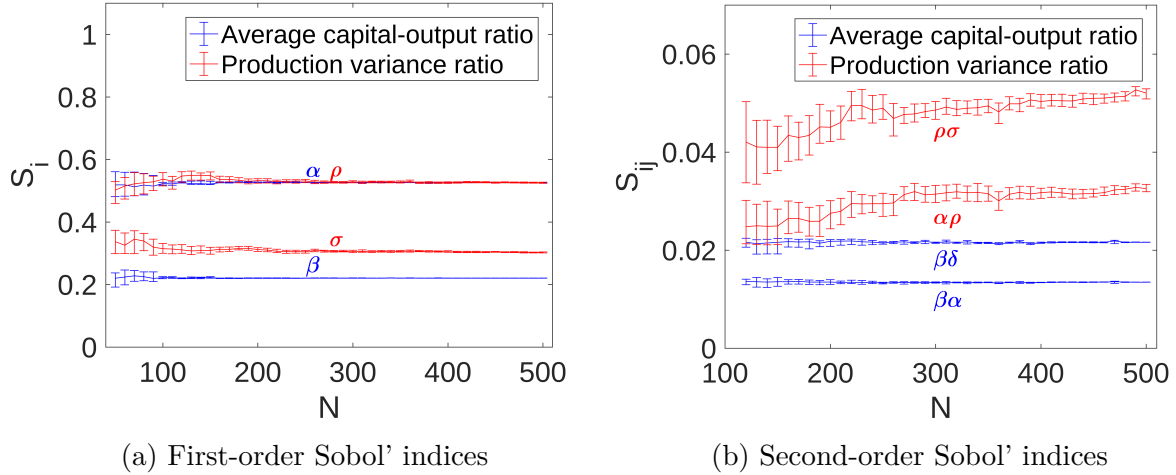 1
0.8
0.6
0.4
0.2
0
S_i
Average capital-output ratio
Production variance ratio
α ρ
σ
β
100 200 300 400 500
N
(a) First-order Sobol' indices
0.06
0.04
0.02
0
S_ij
Average capital-output ratio
Production variance ratio
ρσ
αρ
βδ
βα
100 200 300 400 500
N
(b) Second-order Sobol' indices